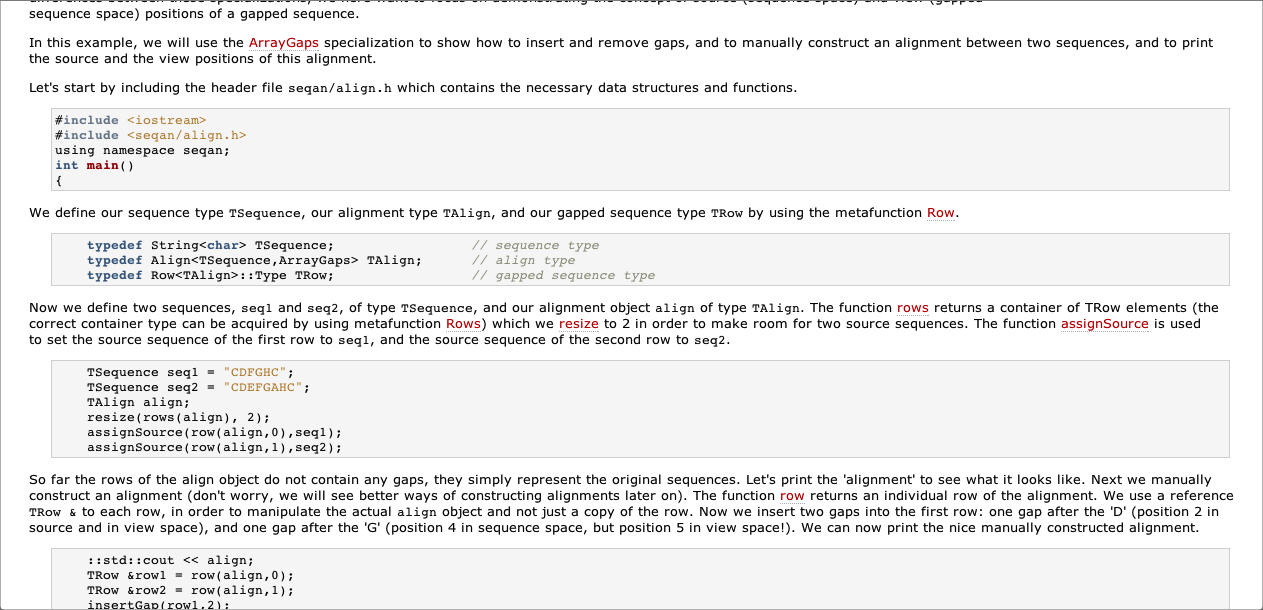 sequence space) positions of a gapped sequence.
In this example, we will use the ArrayGaps specialization to show how to insert and remove gaps, and to manually construct an alignment between two sequences, and to print
the source and the view positions of this alignment.
Let's start by including the header file seqan/align.h which contains the necessary data structures and functions.
#include <iostream>
#include <seqan/align.h>
using namespace seqan;
int main()
{
We define our sequence type TSequence, our alignment type TAlign, and our gapped sequence type TRow by using the metafunction Row.
typedef String<char> TSequence; // sequence type
typedef Align<TSequence,ArrayGaps> TAlign; // align type
typedef Row<TAlign>::Type TRow; // gapped sequence type
Now we define two sequences, seq1 and seq2, of type TSequence, and our alignment object align of type TAlign. The function rows returns a container of TRow elements (the
correct container type can be acquired by using metafunction Rows) which we resize to 2 in order to make room for two source sequences. The function assignSource is used
to set the source sequence of the first row to seq1, and the source sequence of the second row to seq2.
TSequence seq1 = "CDFGHC";
TSequence seq2 = "CDEFGAHC";
TAlign align;
resize(rows(align), 2);
assignSource(row(align,0),seq1);
assignSource(row(align,1),seq2);
So far the rows of the align object do not contain any gaps, they simply represent the original sequences. Let's print the 'alignment' to see what it looks like. Next we manually
construct an alignment (don't worry, we will see better ways of constructing alignments later on). The function row returns an individual row of the alignment. We use a reference
TRow & to each row, in order to manipulate the actual align object and not just a copy of the row. Now we insert two gaps into the first row: one gap after the 'D' (position 2 in
source and in view space), and one gap after the 'G' (position 4 in sequence space, but position 5 in view space!). We can now print the nice manually constructed alignment.
::std::cout << align;
TRow &row1 = row(align,0);
TRow &row2 = row(align,1);
insertGap(row1,2);